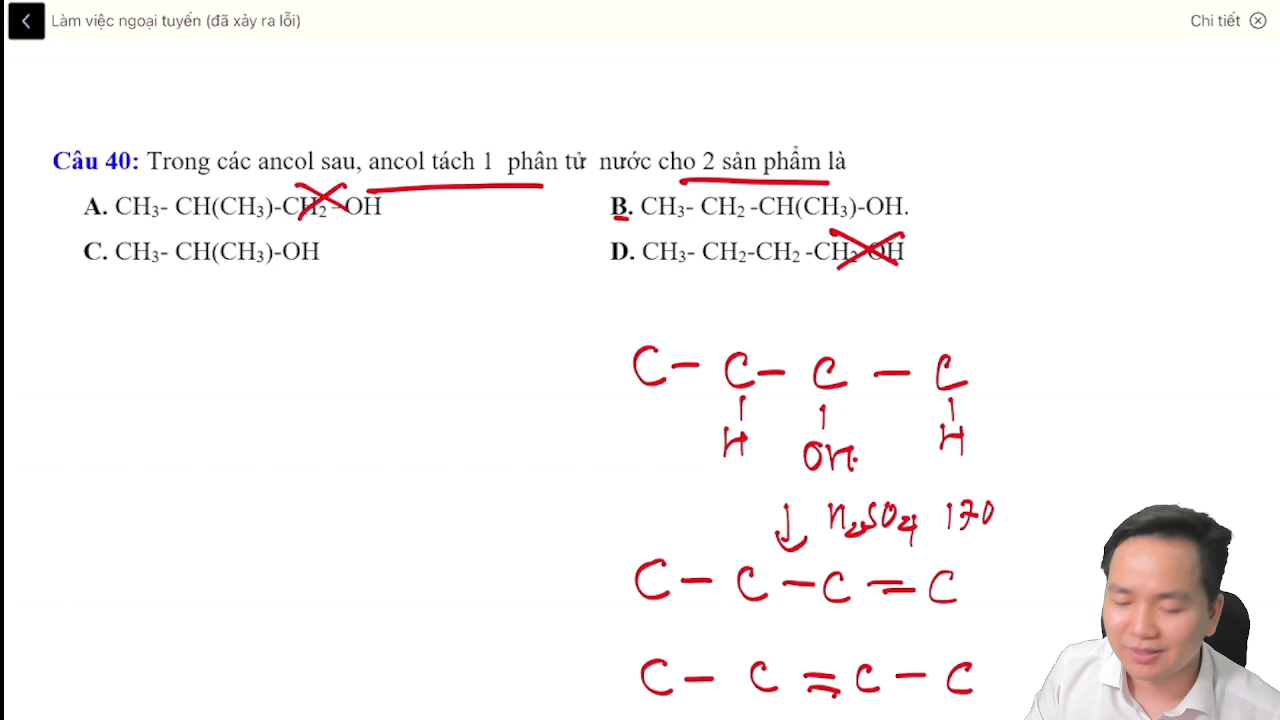 Làm việc ngoại tuyến (đã xảy ra lỗi)
Chi tiết
Câu 40: Trong các ancol sau, ancol tách 1 phân tử nước cho 2 sản phẩm là
A. CH₃- CH(CH₃)-CH₂ -OH
B. CH₃- CH₂ -CH(CH₃)-OH.
C. CH₃- CH(CH₃)-OH
D. CH₃- CH₂-CH₂ -CH₂-OH
C - C - C - C
H OH H
↓ H₂SO₄ 170
C - C - C = C
C - C = C - C